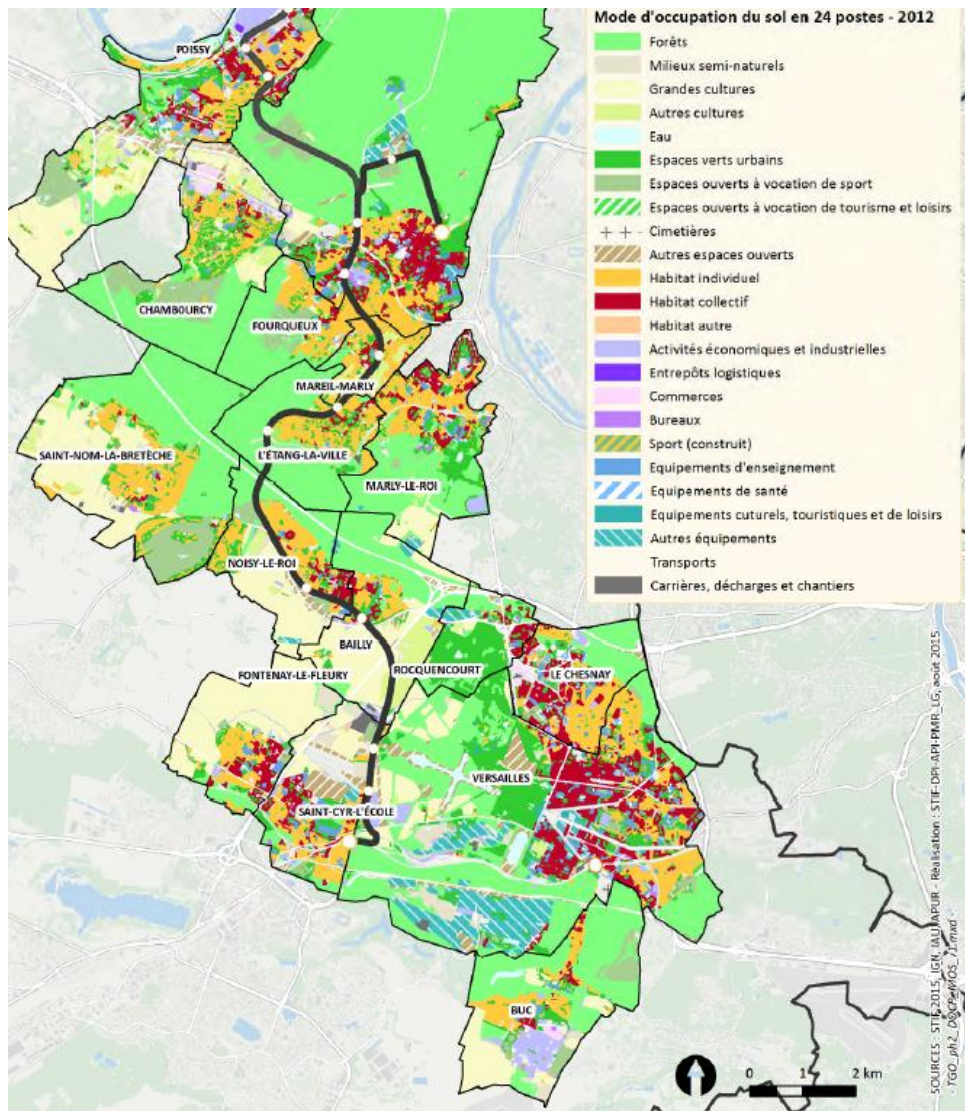 Mode d'occupation du sol en 24 postes - 2012
Forêts
Milieux semi-naturels
Grandes cultures
Autres cultures
Eau
Espaces verts urbains
Espaces ouverts à vocation de sport
Espaces ouverts à vocation de tourisme et loisirs
Cimetières
Autres espaces ouverts
Habitat individuel
Habitat collectif
Habitat autre
Activités économiques et industrielles
Entrepôts logistiques
Commerces
Bureaux
Sport (construit)
Equipements d'enseignement
Equipements de santé
Equipements cuturels, touristiques et de loisirs
Autres équipements
Transports
Carrières, décharges et chantiers
POISSY
CHAMBOURCY
FOURQUEUX
MAREIL-MARLY
SAINT-NOM-LA-BRETÈCHE
L'ÉTANG-LA-VILLE
MARLY-LE-ROI
NOISY-LE-ROI
BAILLY
FONTENAY-LE-FLEURY
ROCQUENCOURT
LE CHESNAY
VERSAILLES
SAINT-CYR-L'ÉCOLE
BUC
0 1 2 km
SOURCES : STIF 2015, IGN, IAU, APUR - Réalisation : STIF-DPI-API-PMR_LG, août 2015
- TGO_ph2_DOCP_MOS_11.mxd -